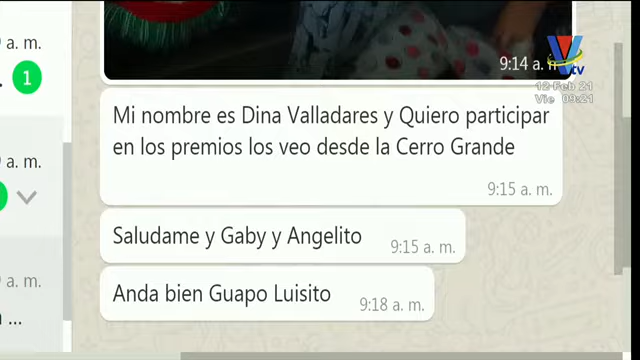 a. m.
1
9:14 a. m
VTV
12 Feb 21
Vie 09:21
Mi nombre es Dina Valladares y Quiero participar
en los premios los veo desde la Cerro Grande
9:15 a. m.
a. m.
Saludame y Gaby y Angelito
9:15 a. m.
a. m.
Anda bien Guapo Luisito
9:18 a. m.
...